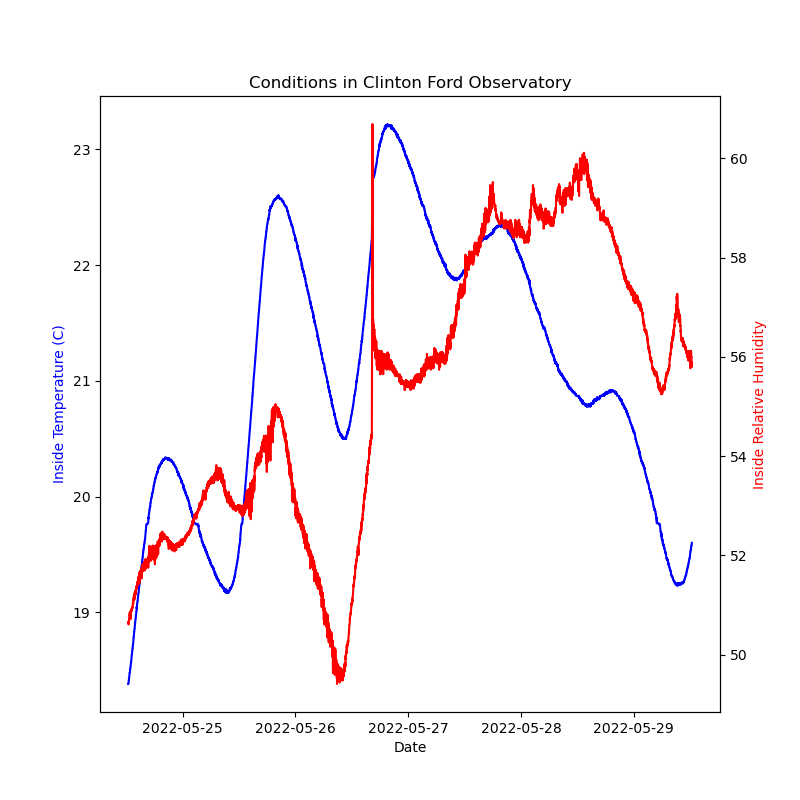 Conditions in Clinton Ford Observatory
23
22
21
20
19
Inside Temperature (C)
60
58
56
54
52
50
Inside Relative Humidity
2022-05-25 2022-05-26 2022-05-27 2022-05-28 2022-05-29
Date